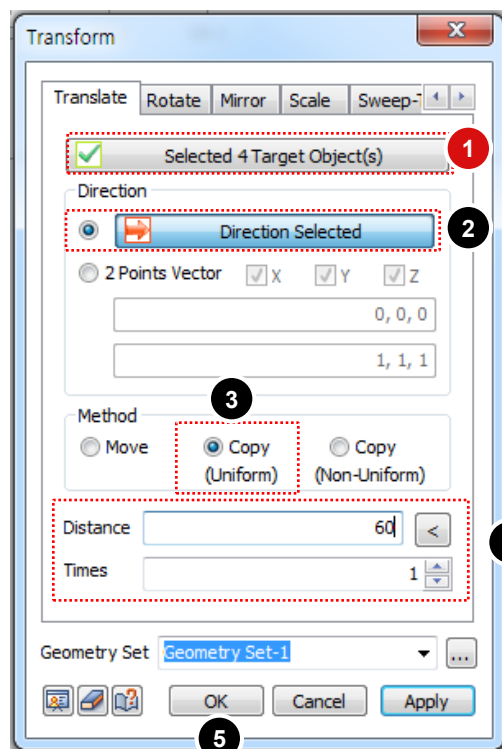 Transform
Translate Rotate Mirror Scale Sweep-
Selected 4 Target Object(s) 1
Direction
Direction Selected 2
2 Points Vector X Y Z
0, 0, 0
1, 1, 1
3
Method
Move Copy (Uniform) Copy (Non-Uniform)
Distance 60 <
Times 1
Geometry Set Geometry Set-1 ...
OK Cancel Apply
5